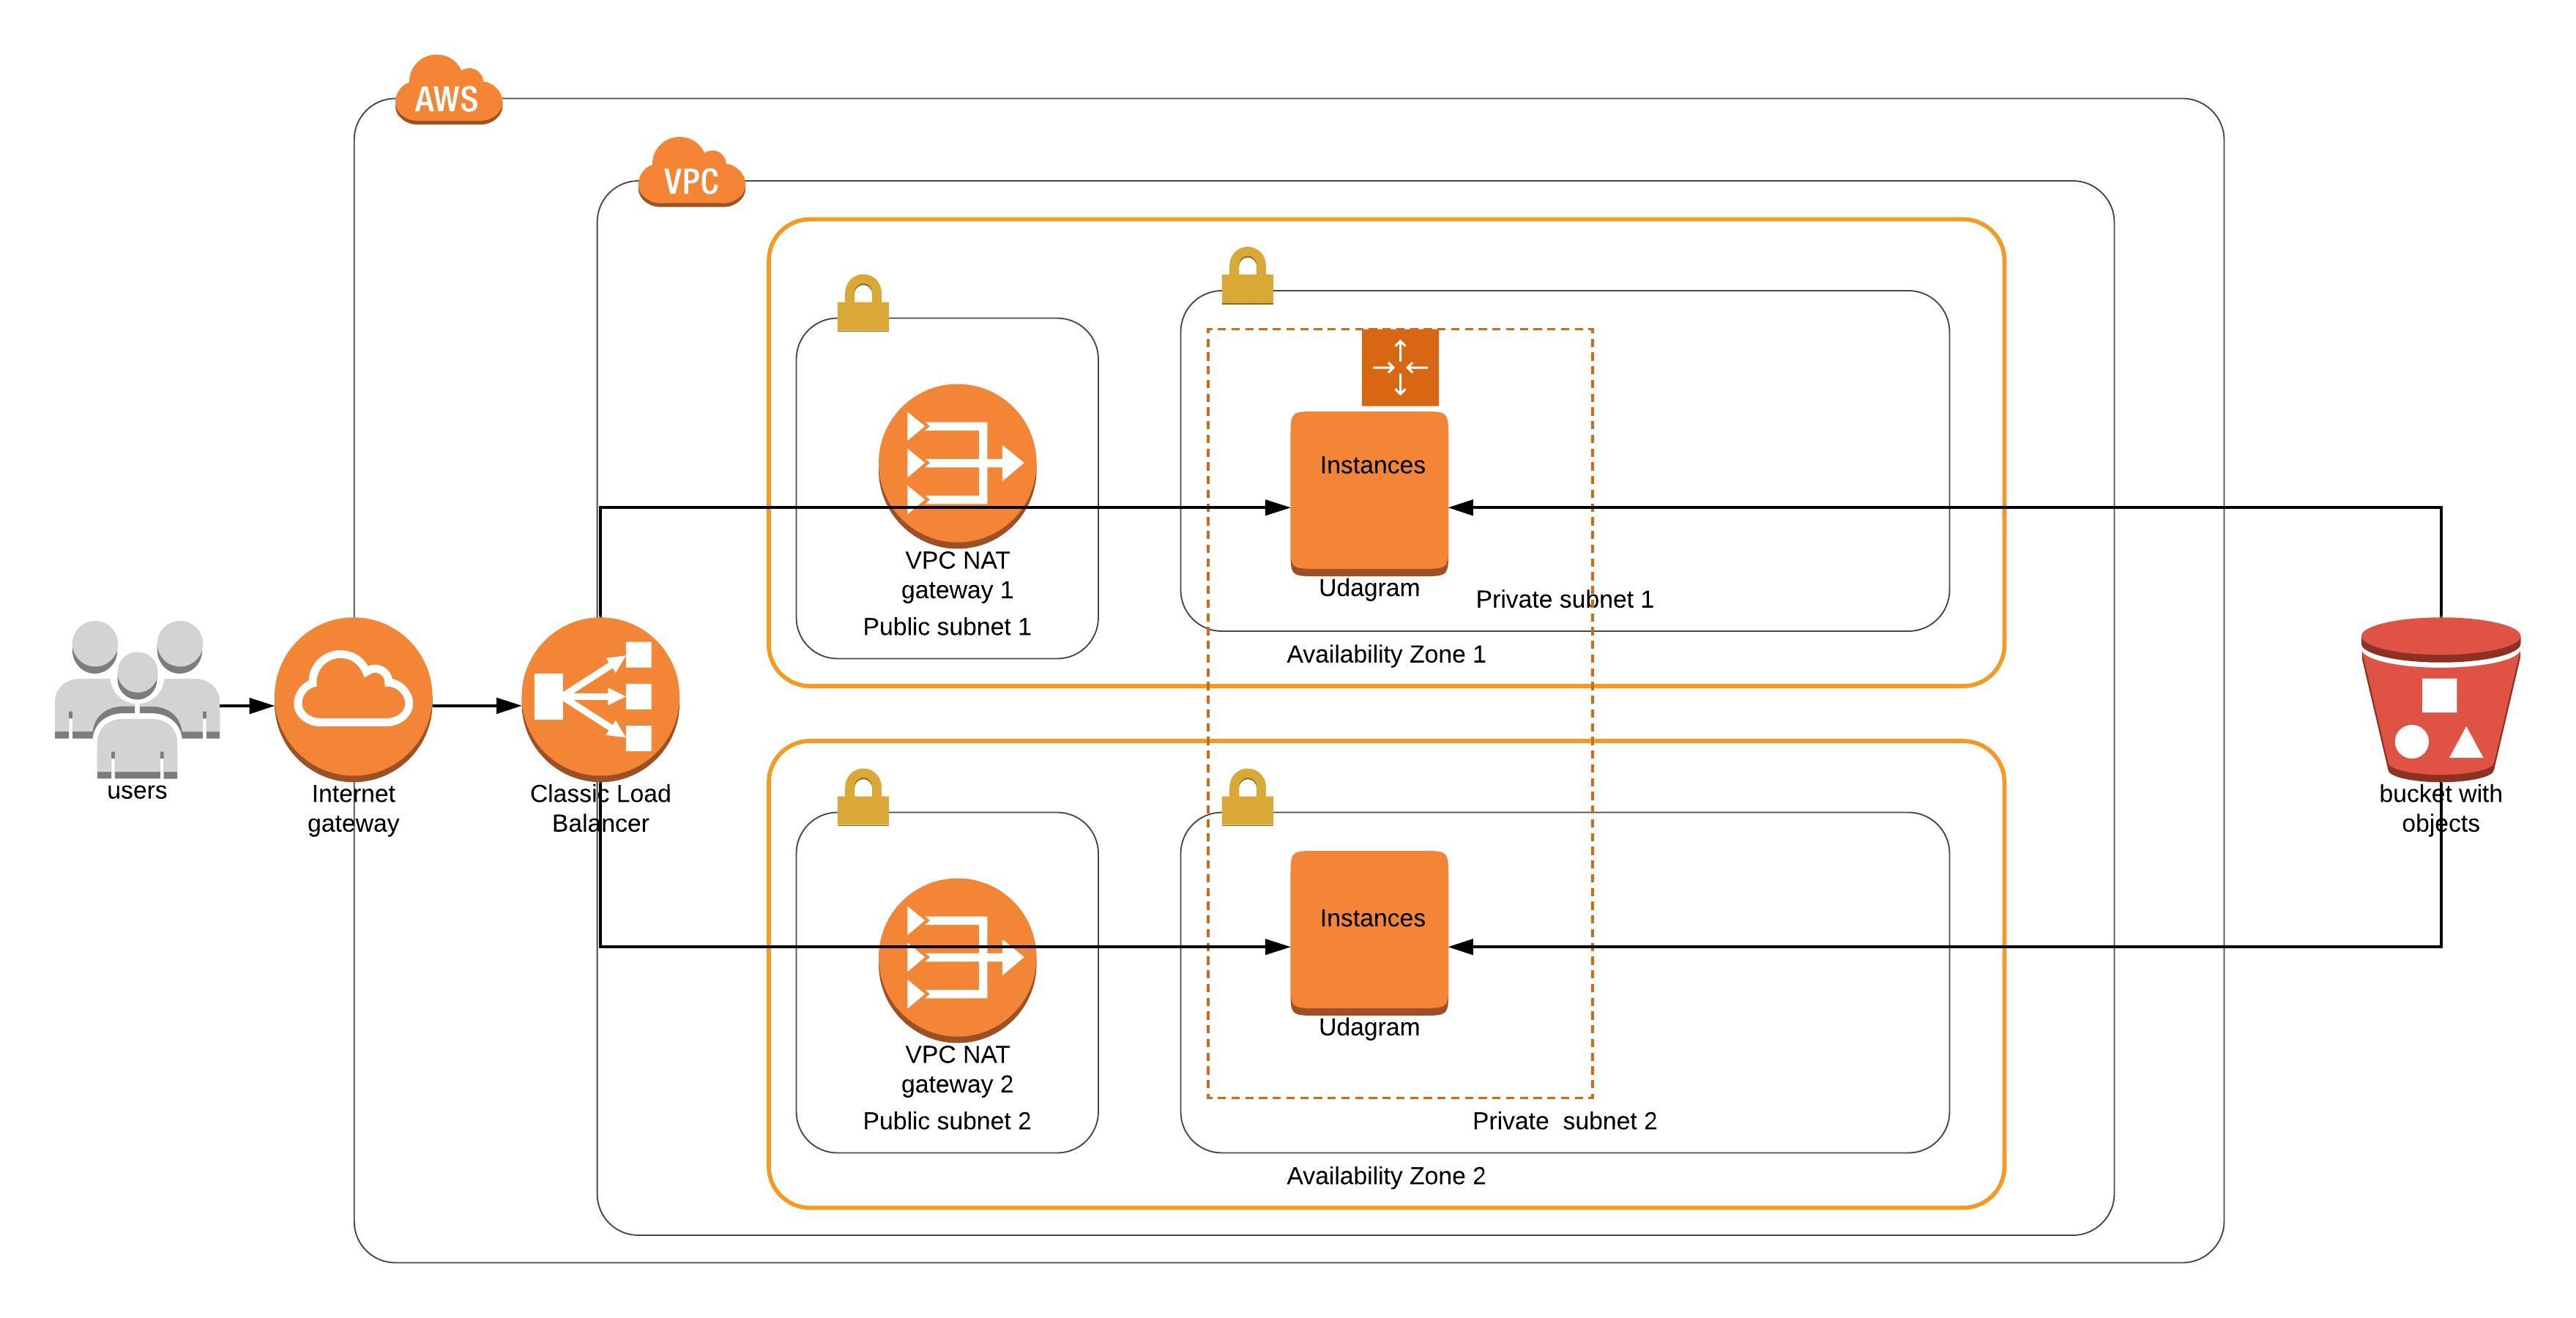 AWS
VPC
Instances
VPC NAT
gateway 1
Udagram
Private subnet 1
Public subnet 1
Availability Zone 1
users
Internet
gateway
Classic Load
Balancer
bucket with
objects
Instances
Udagram
VPC NAT
gateway 2
Public subnet 2
Private  subnet 2
Availability Zone 2